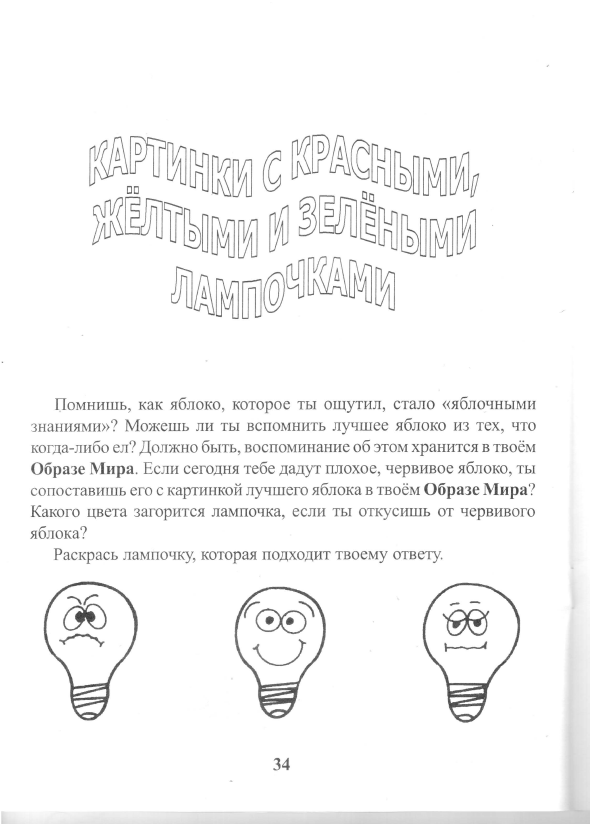 КАРТИНКИ С КРАСНЫМИ,
ЖЁЛТЫМИ И ЗЕЛЁНЫМИ
ЛАМПОЧКАМИ
Помнишь, как яблоко, которое ты ощутил, стало «яблочными
знаниями»? Можешь ли ты вспомнить лучшее яблоко из тех, что
когда-либо ел? Должно быть, воспоминание об этом хранится в твоём
Образе Мира. Если сегодня тебе дадут плохое, червивое яблоко, ты
сопоставишь его с картинкой лучшего яблока в твоём Образе Мира?
Какого цвета загорится лампочка, если ты откусишь от червивого
яблока?
Раскрась лампочку, которая подходит твоему ответу.
34